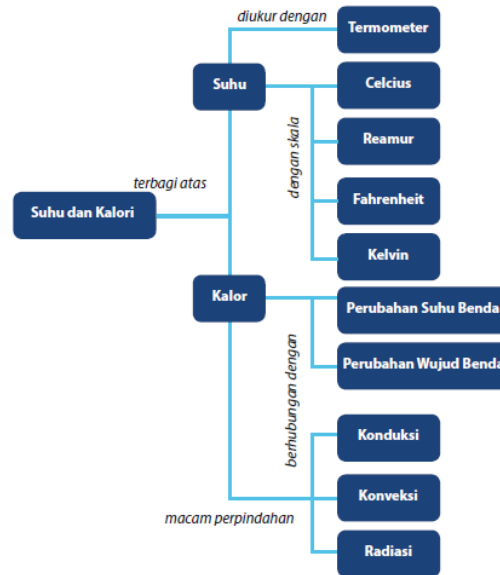 diukur dengan
Termometer
Suhu
Celcius
Reamur
dengan skala
terbagi atas
Suhu dan Kalori
Fahrenheit
Kelvin
Kalor
Perubahan Suhu Benda
Perubahan Wujud Benda
berhubungan dengan
Konduksi
Konveksi
macam perpindahan
Radiasi